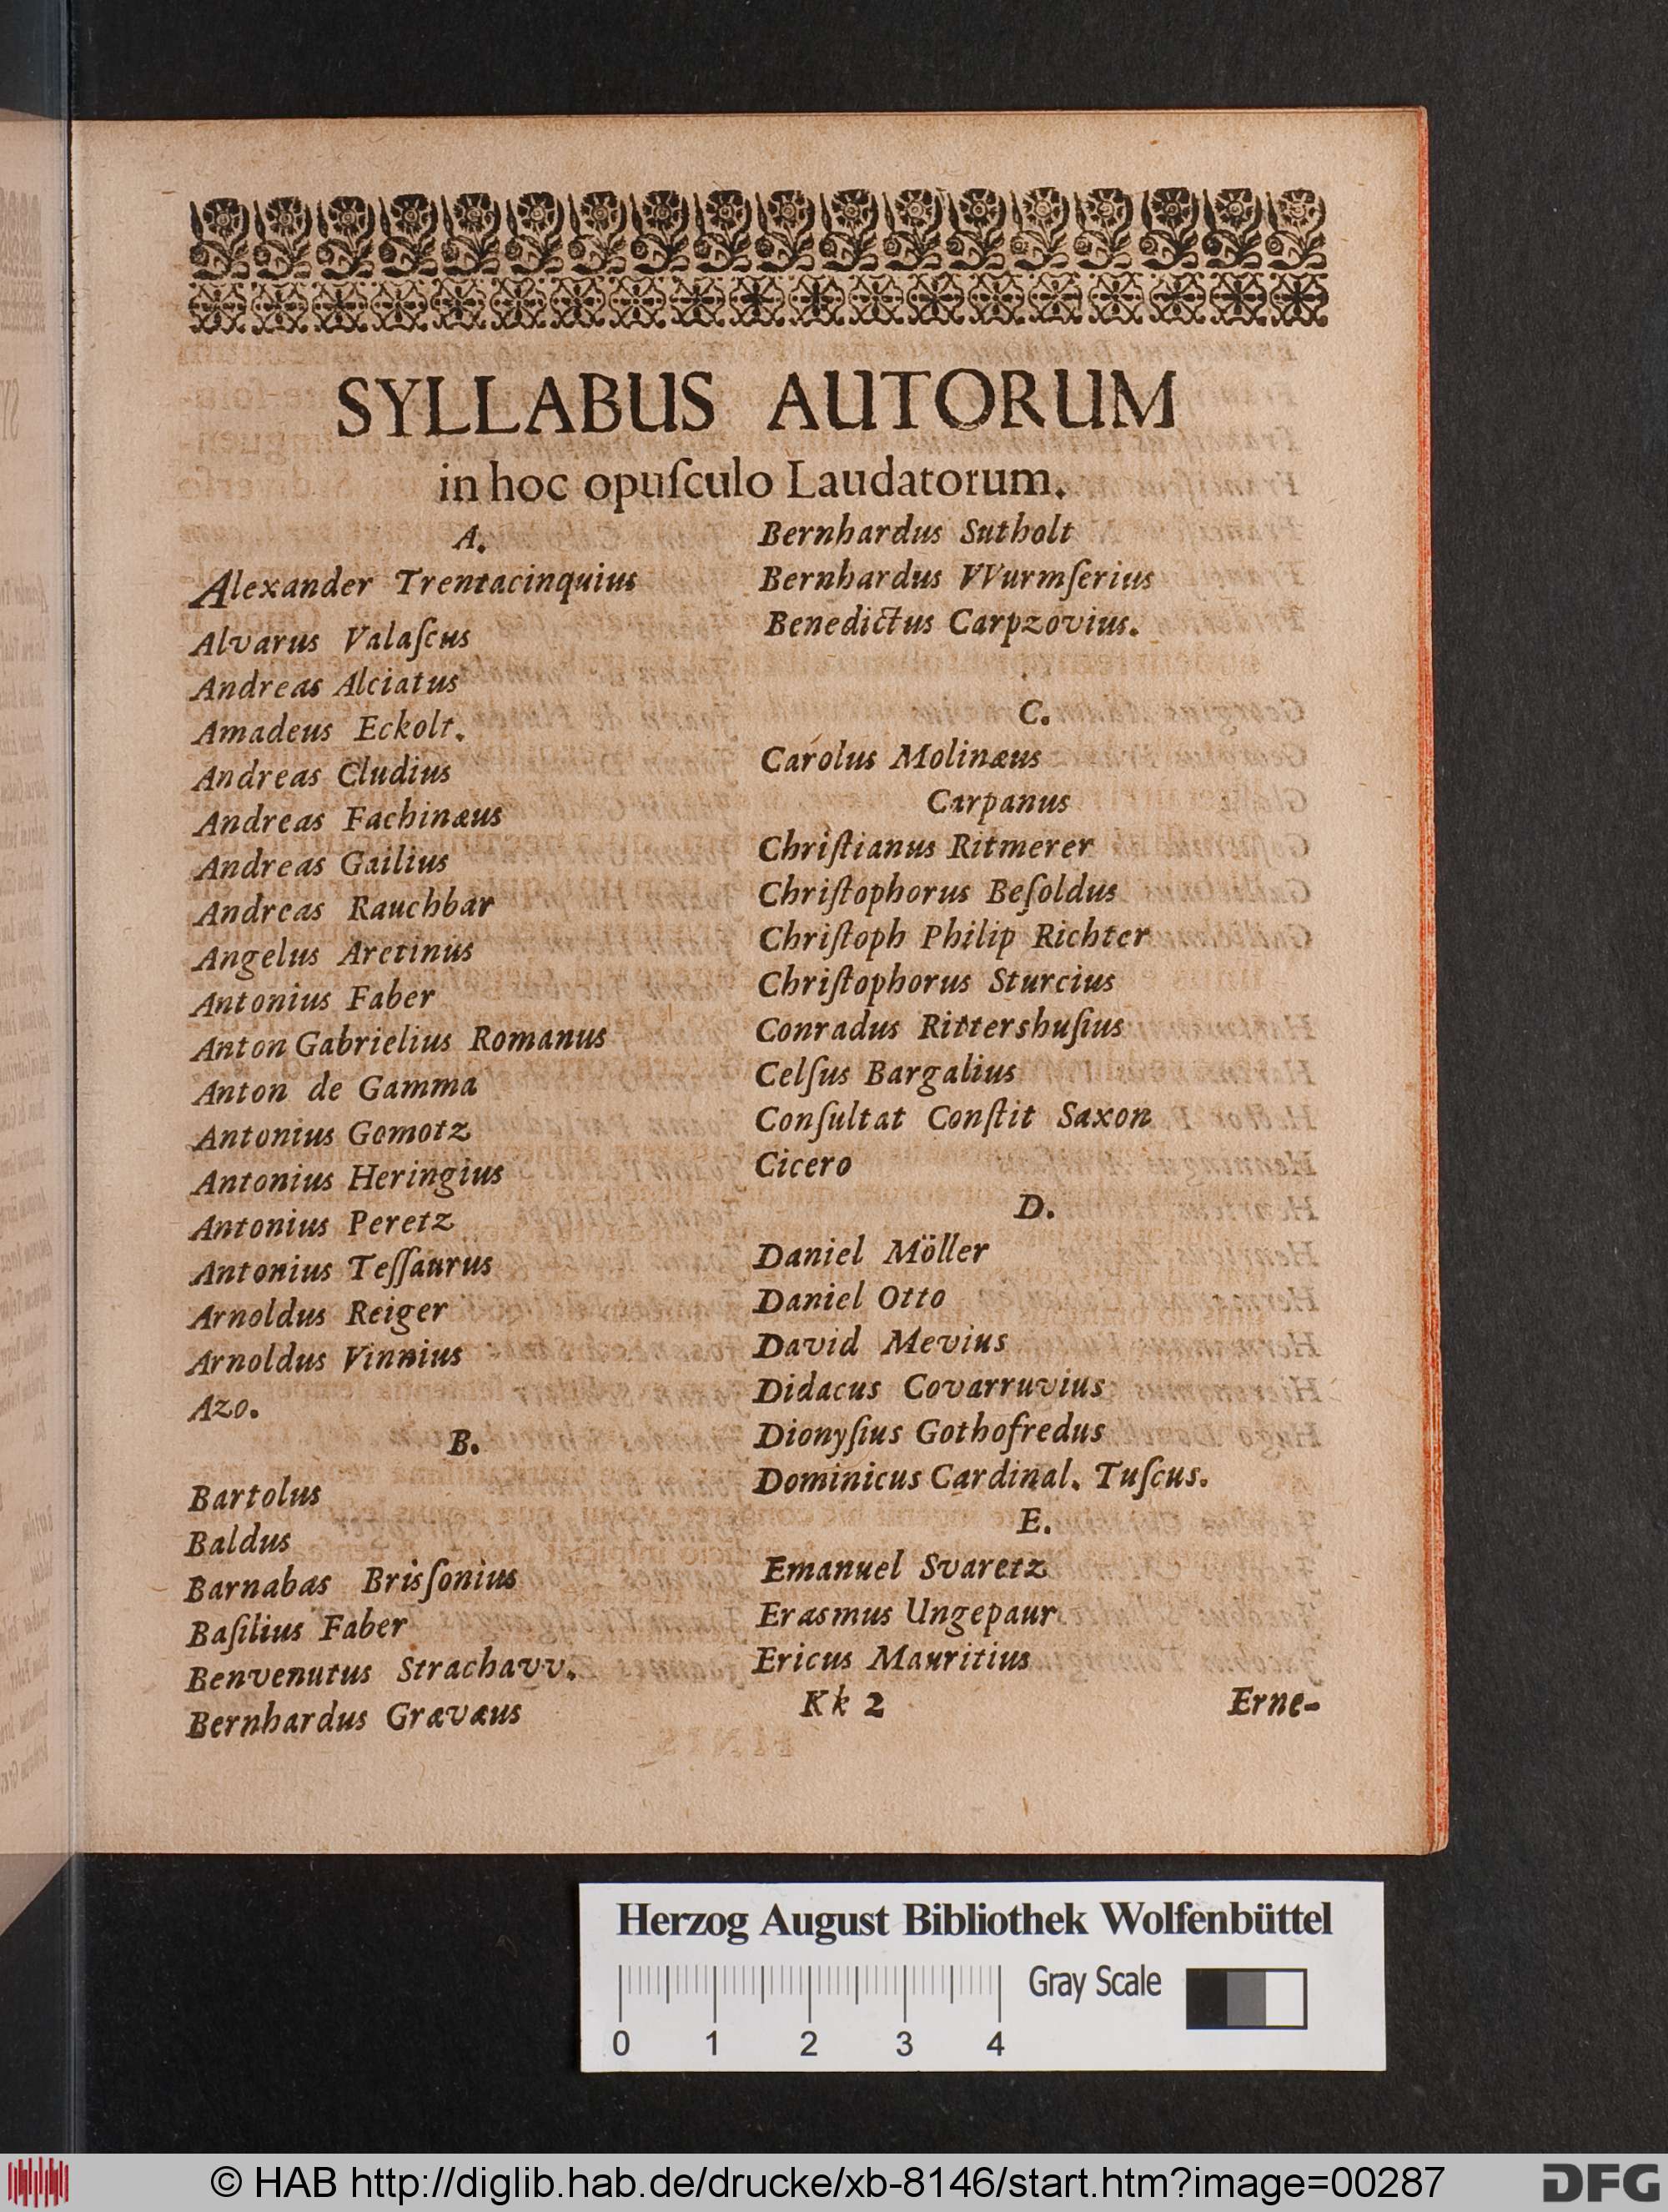 SYLLABUS AUTORUM
in hoc opuſculo Laudatorum.
A.
Alexander Trentacinquius
Alvarus Valaſcus
Andreas Alciatus
Amadeus Eckolt.
Andreas Cludius
Andreas Fachinæus
Andreas Gailius
Andreas Rauchbar
Angelus Aretinus
Antonius Faber
Anton Gabrielius Romanus
Anton de Gamma
Antonius Gomotz
Antonius Heringius
Antonius Peretz
Antonius Teſſaurus
Arnoldus Reiger
Arnoldus Vinnius
Azo.
B.
Bartolus
Baldus
Barnabas Brisſonius
Baſilius Faber
Benvenutus Strachavv.
Bernhardus Grævæus
Bernhardus Sutholt
Bernhardus VVurmſerius
Benedictus Carpzovius.
C.
Carolus Molinæus
Carpanus
Chriſtianus Ritmerer
Chriſtophorus Beſoldus
Chriſtoph Philip Richter
Chriſtophorus Sturcius
Conradus Rittershuſius
Celſus Bargalius
Conſultat Conſtit Saxon
Cicero
D.
Daniel Möller
Daniel Otto
David Mevius
Didacus Covarruvius
Dionyſius Gothofredus
Dominicus Cardinal. Tuſcus.
E.
Emanuel Svaretz
Erasmus Ungepaur
Ericus Mauritius
Kk 2 Erne-
Herzog August Bibliothek Wolfenbüttel
Gray Scale
0 1 2 3 4
© HAB http://diglib.hab.de/drucke/xb-8146/start.htm?image=00287
DFG